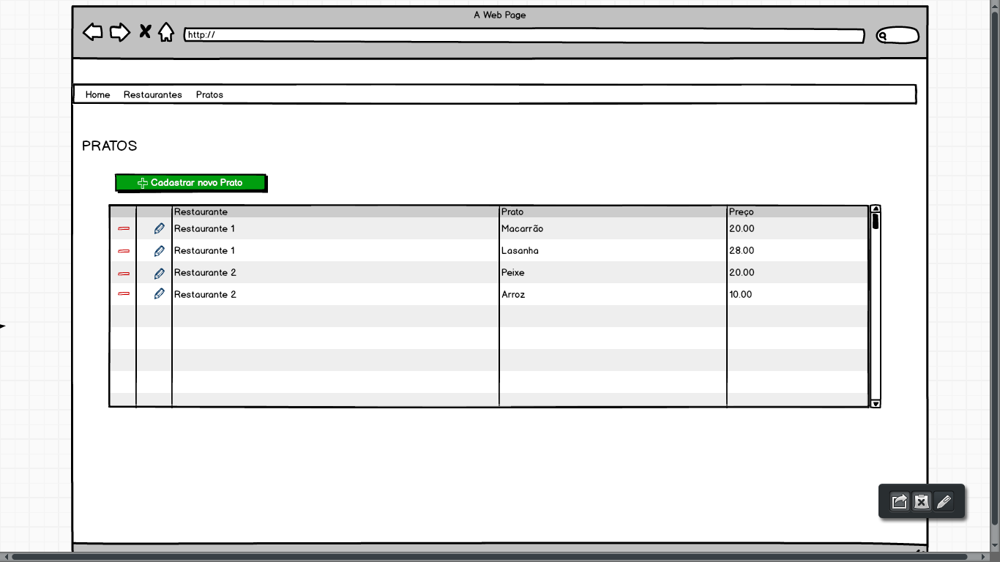 A Web Page
http://
Home Restaurantes Pratos
PRATOS
Cadastrar novo Prato
Restaurante Prato Preço
Restaurante 1 Macarrão 20.00
Restaurante 1 Lasanha 28.00
Restaurante 2 Peixe 20.00
Restaurante 2 Arroz 10.00